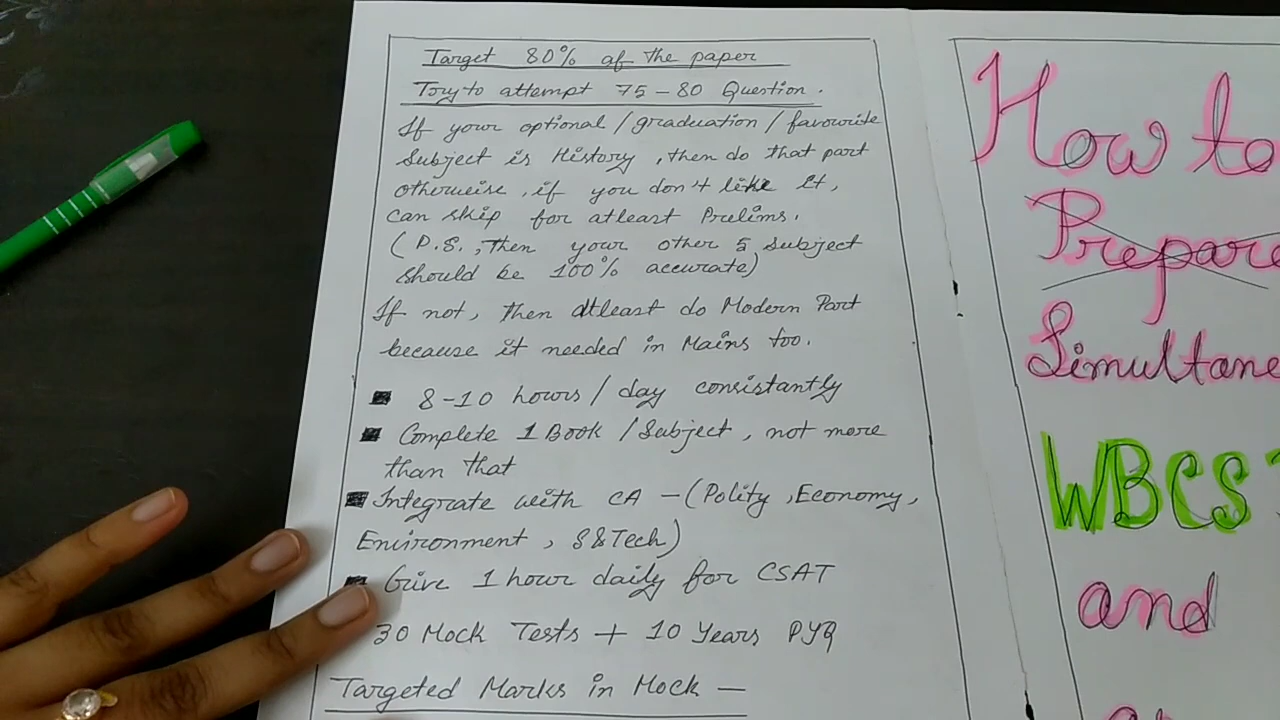 Target 80% of the paper
Try to attempt 75-80 Question.
If your optional/graduation/favourite
Subject is History, then do that part
otherwise, if you don't like it,
can skip for atleast Prelims.
(P.S., Then your other 5 Subject
should be 100% accurate)
If not, then atleast do Modern Part
because it needed in Mains too.
8-10 hours/day consistantly
Complete 1 Book/Subject, not more
than that
Integrate with CA - (Polity, Economy,
Environment, S&Tech)
Give 1 hour daily for CSAT
30 Mock Tests + 10 Years PYQ
Targeted Marks in Mock —
How to
Prepare
Simultane
WBCS
and